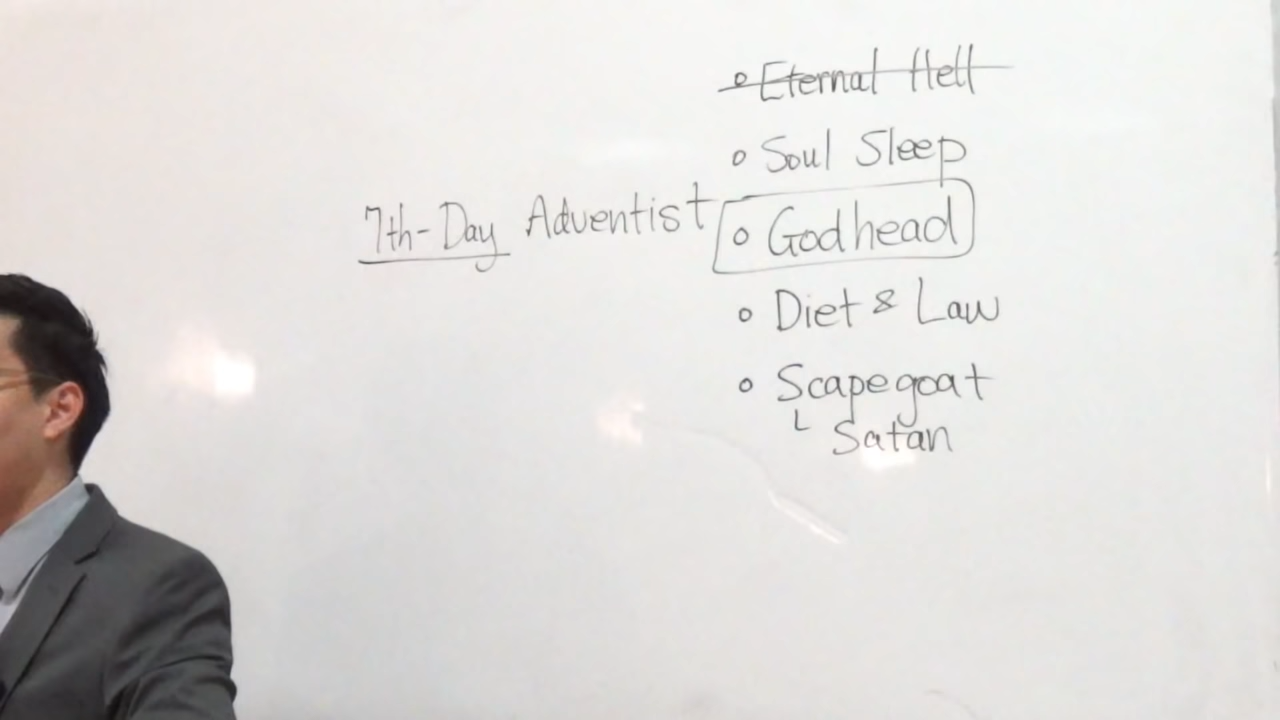 Eternal Hell
Soul Sleep
7th-Day Adventist
Godhead
Diet & Law
Scapegoat
Satan